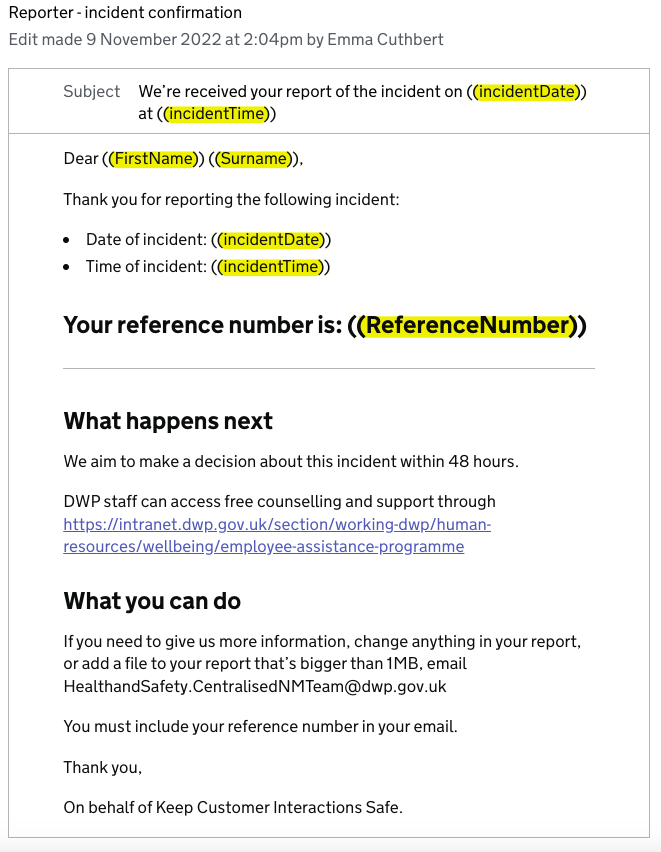 Reporter - incident confirmation
Edit made 9 November 2022 at 2:04pm by Emma Cuthbert
Subject We’re received your report of the incident on ((incidentDate))
at ((incidentTime))
Dear ((FirstName)) ((Surname)),
Thank you for reporting the following incident:
• Date of incident: ((incidentDate))
• Time of incident: ((incidentTime))
Your reference number is: ((ReferenceNumber))
What happens next
We aim to make a decision about this incident within 48 hours.
DWP staff can access free counselling and support through
https://intranet.dwp.gov.uk/section/working-dwp/human-
resources/wellbeing/employee-assistance-programme
What you can do
If you need to give us more information, change anything in your report,
or add a file to your report that’s bigger than 1MB, email
HealthandSafety.CentralisedNMTeam@dwp.gov.uk
You must include your reference number in your email.
Thank you,
On behalf of Keep Customer Interactions Safe.